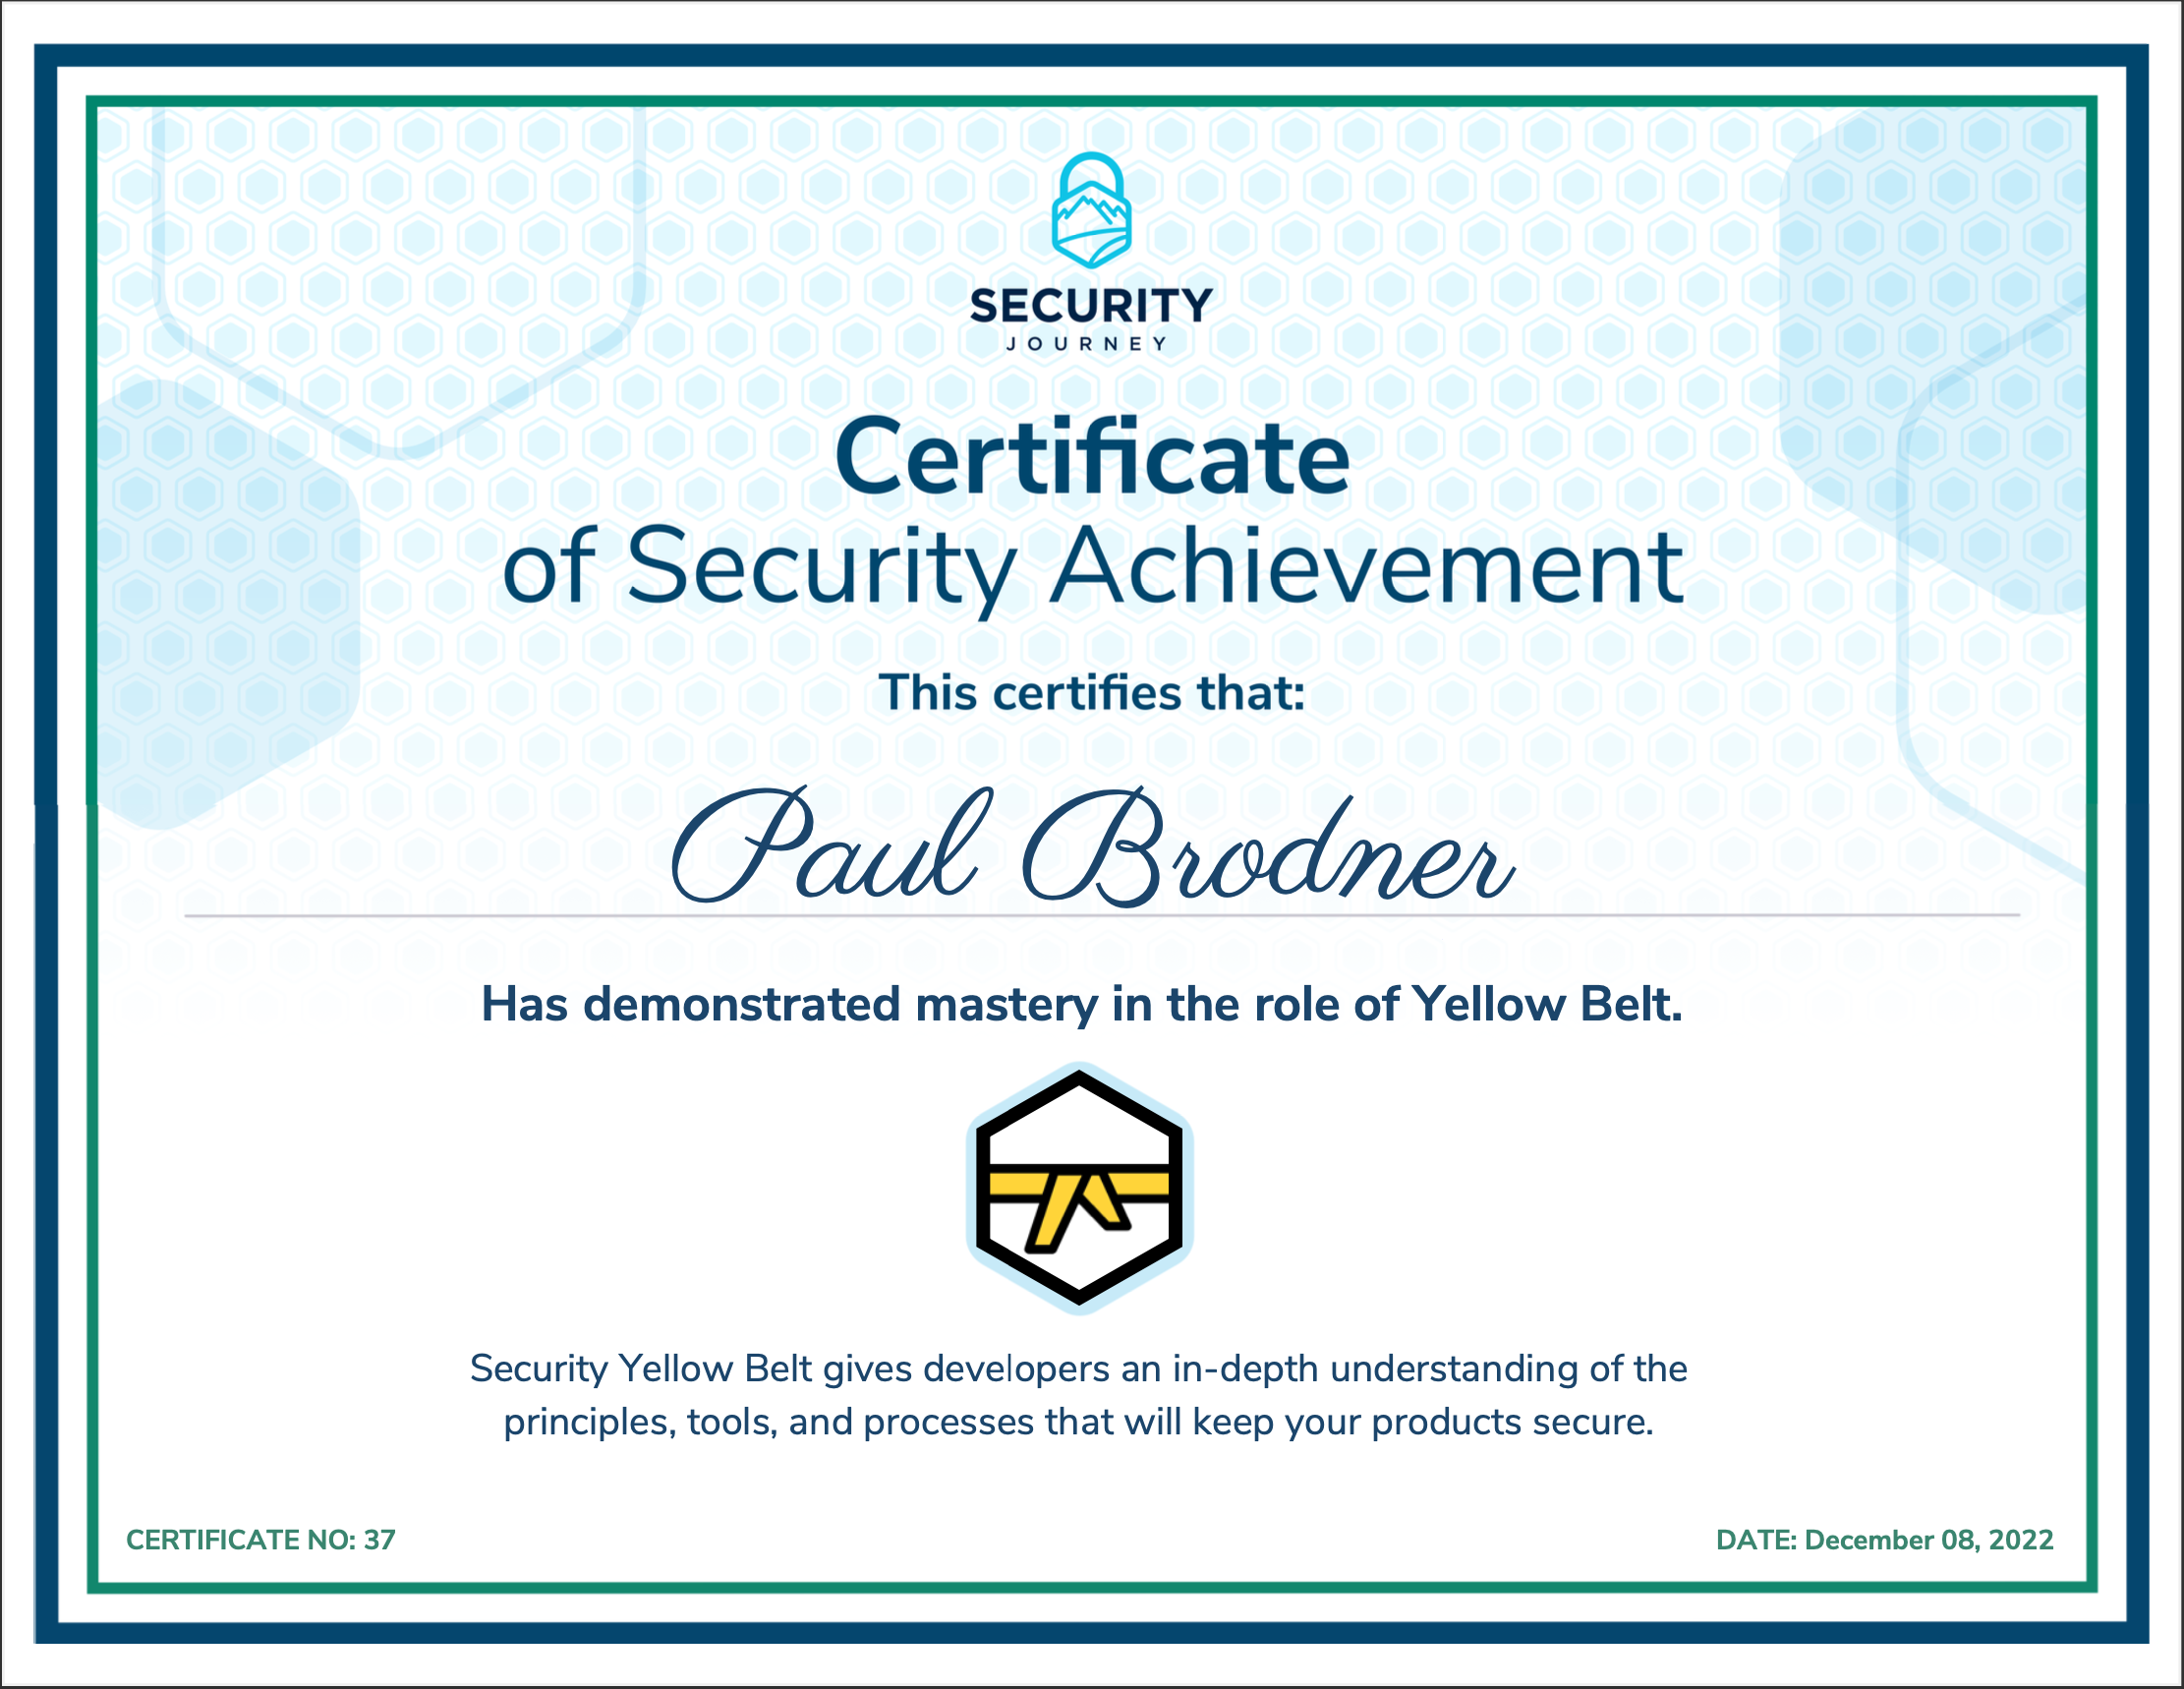 SECURITY
JOURNEY
Certificate
of Security Achievement
This certifies that:
Paul Brodner
Has demonstrated mastery in the role of Yellow Belt.
Security Yellow Belt gives developers an in-depth understanding of the
principles, tools, and processes that will keep your products secure.
CERTIFICATE NO: 37
DATE: December 08, 2022